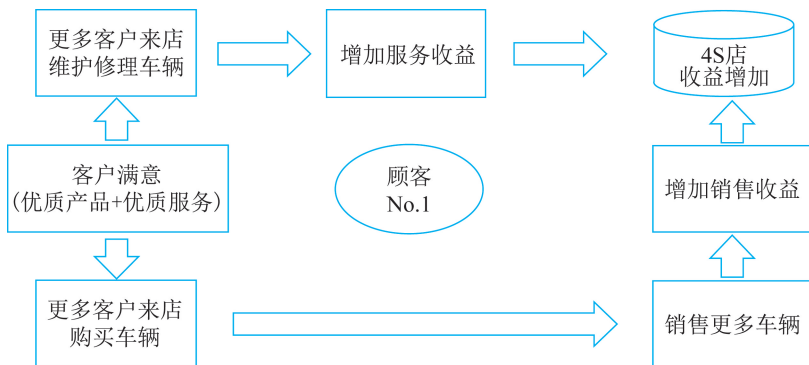 更多客户来店
维护修理车辆
增加服务收益
4S店
收益增加
客户满意
(优质产品+优质服务)
顾客
No.1
增加销售收益
更多客户来店
购买车辆
销售更多车辆